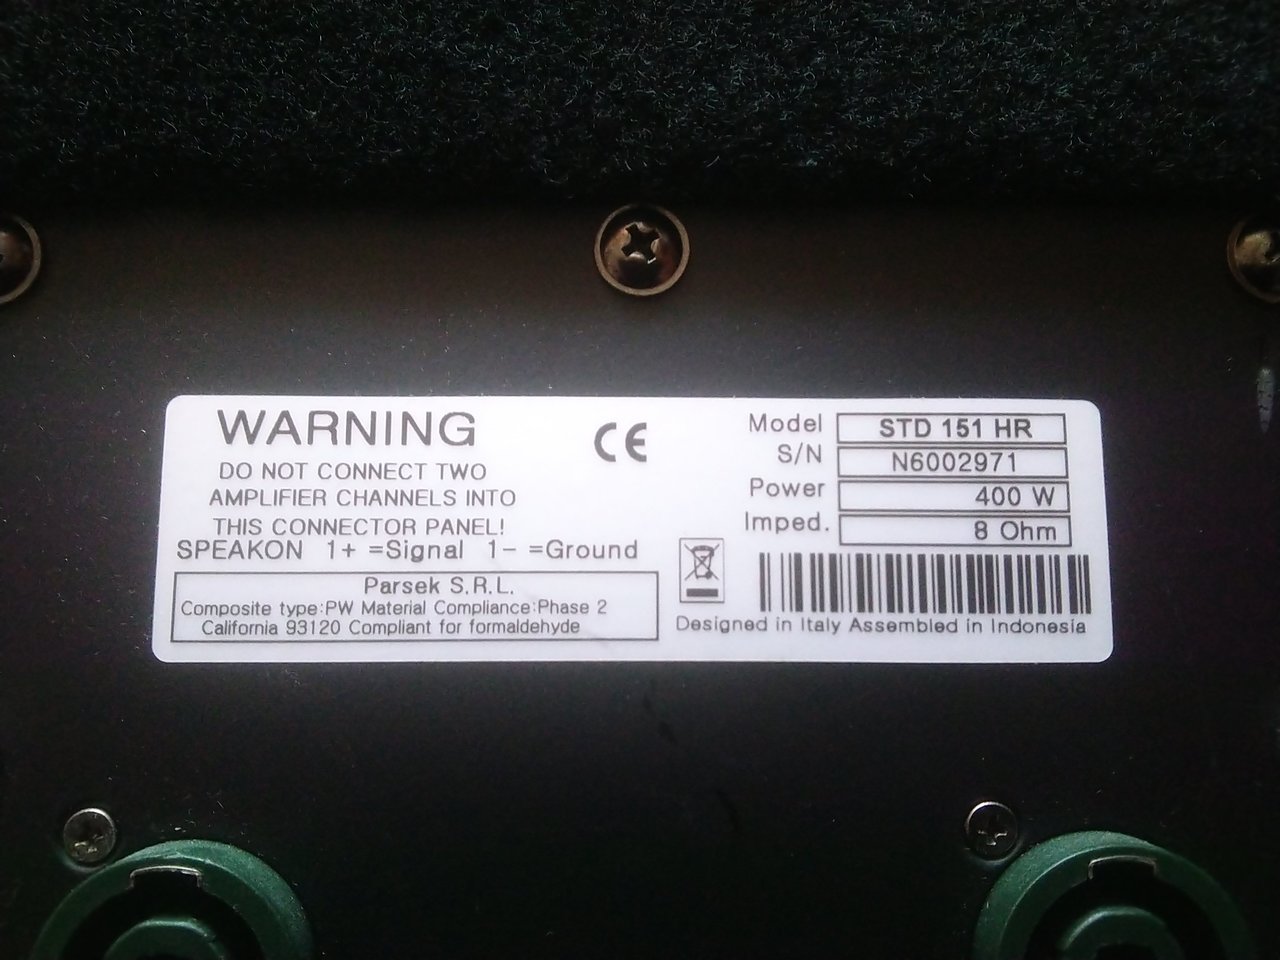 WARNING
DO NOT CONNECT TWO
AMPLIFIER CHANNELS INTO
THIS CONNECTOR PANEL!
SPEAKON 1+ =Signal 1- =Ground
Parsek S.R.L.
Composite type:PW Material Compliance:Phase 2
California 93120 Compliant for formaldehyde
CE
Model STD 151 HR
S/N N6002971
Power 400 W
Imped. 8 Ohm
Designed in Italy Assembled in Indonesia